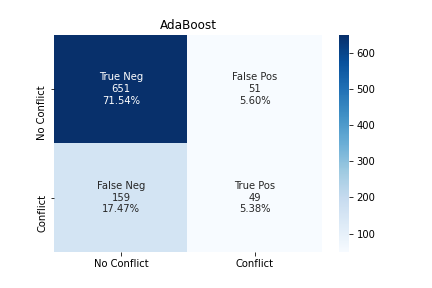 AdaBoost
No Conflict
True Neg
651
71.54%
False Pos
51
5.60%
Conflict
False Neg
159
17.47%
True Pos
49
5.38%
No Conflict
Conflict
600
500
400
300
200
100